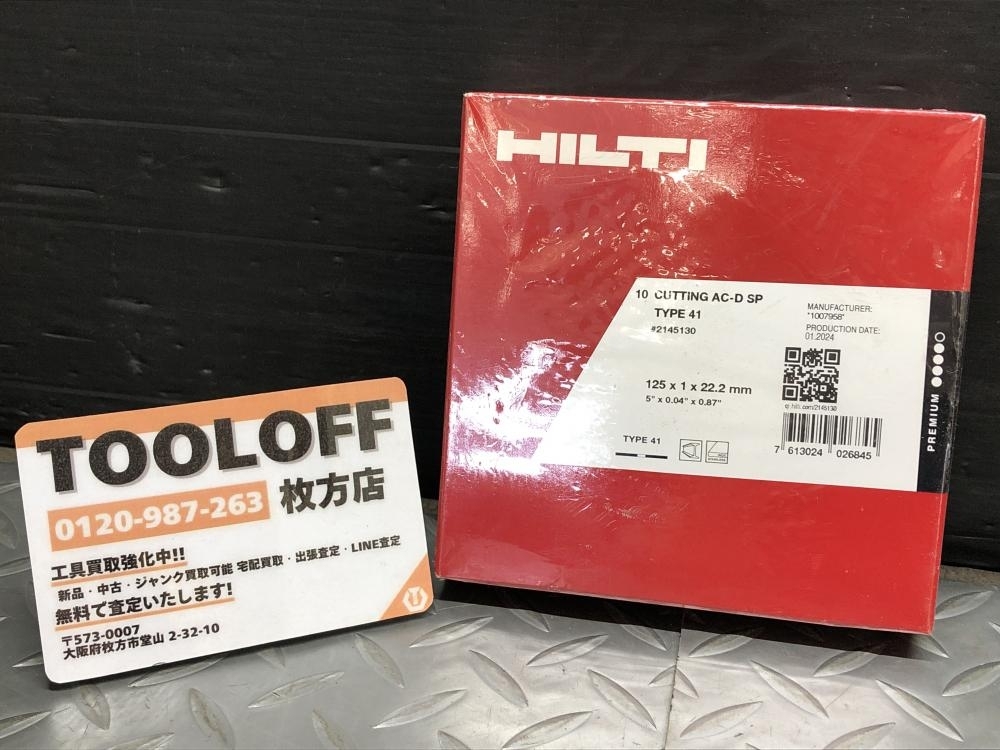 TOOLOFF
0120-987-263 枚方店
工具買取強化中!!
新品・中古・ジャンク買取可能 宅配買取・出張査定・LINE査定
無料で査定いたします!
〒573-0007
大阪府枚方市堂山 2-32-10
HILTI
10 CUTTING AC-D SP
TYPE 41
#2145130
MANUFACTURER:
"1007958"
PRODUCTION DATE:
01.2024
125 x 1 x 22.2 mm
5" x 0.04" x 0.87"
qr.hilti.com/2145130
TYPE 41
7 613024 026845
PREMIUM